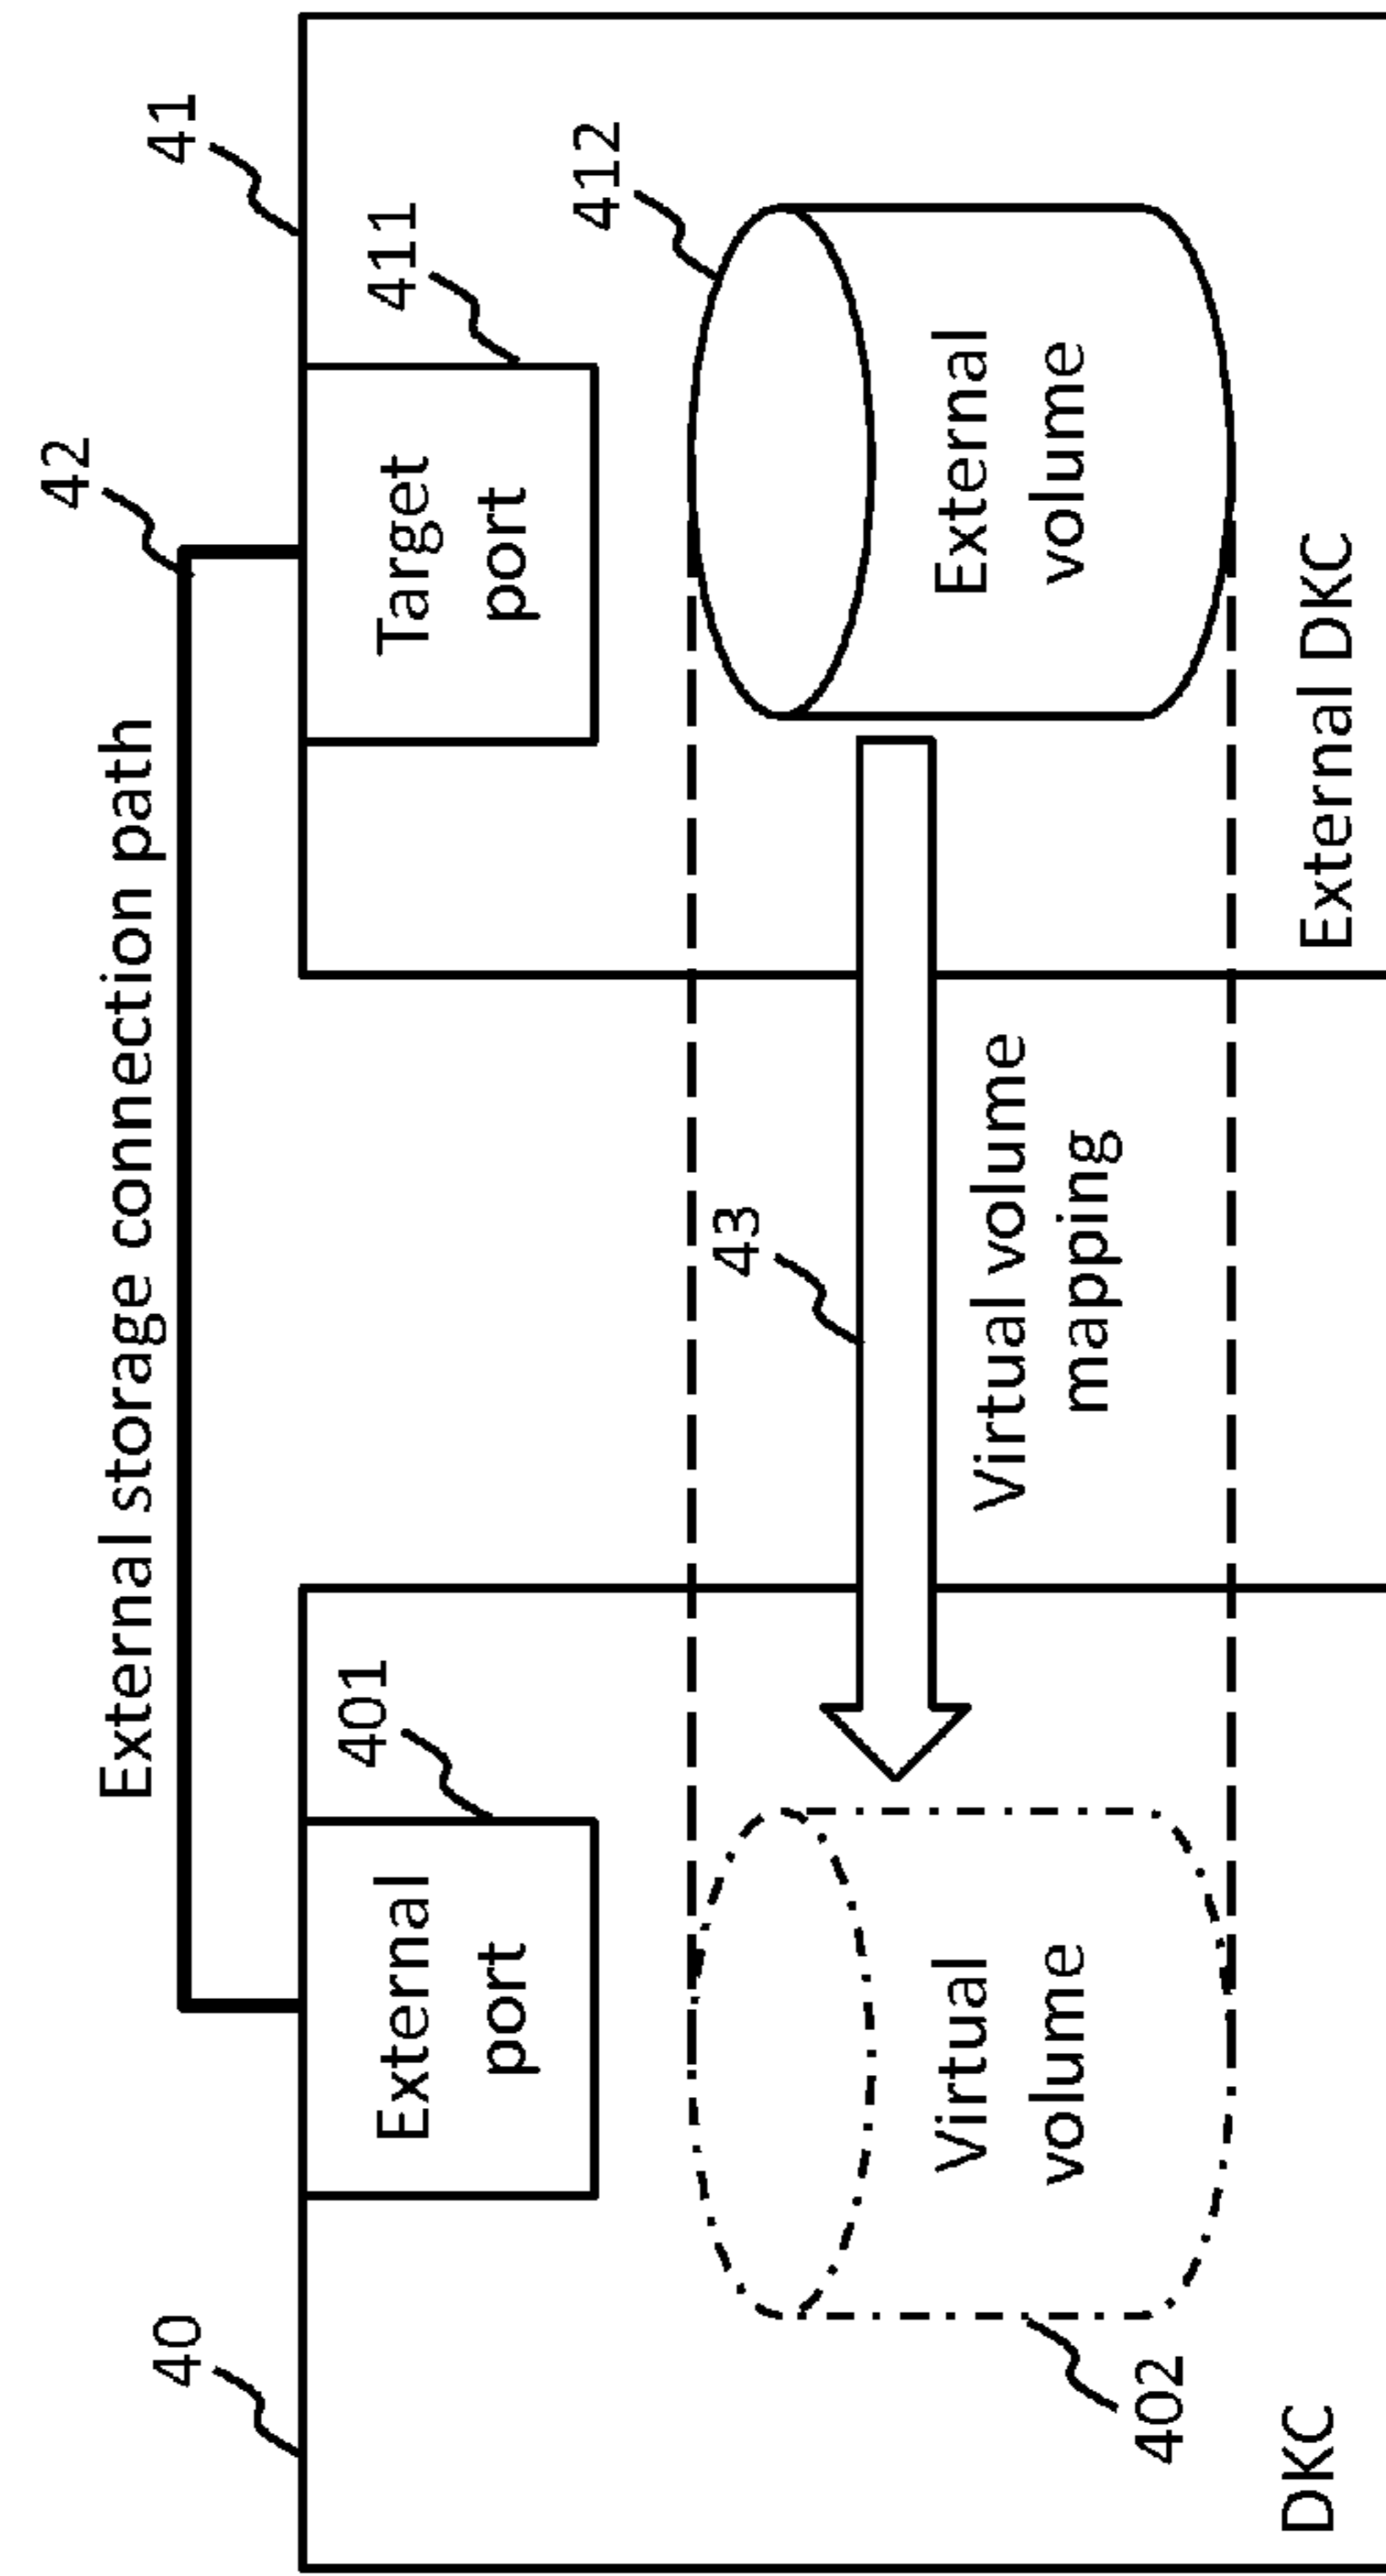 External storage connection path
42
40
41
External
port
401
Target
port
411
412
43
Virtual
volume
402
Virtual volume
mapping
External
volume
DKC
External DKC